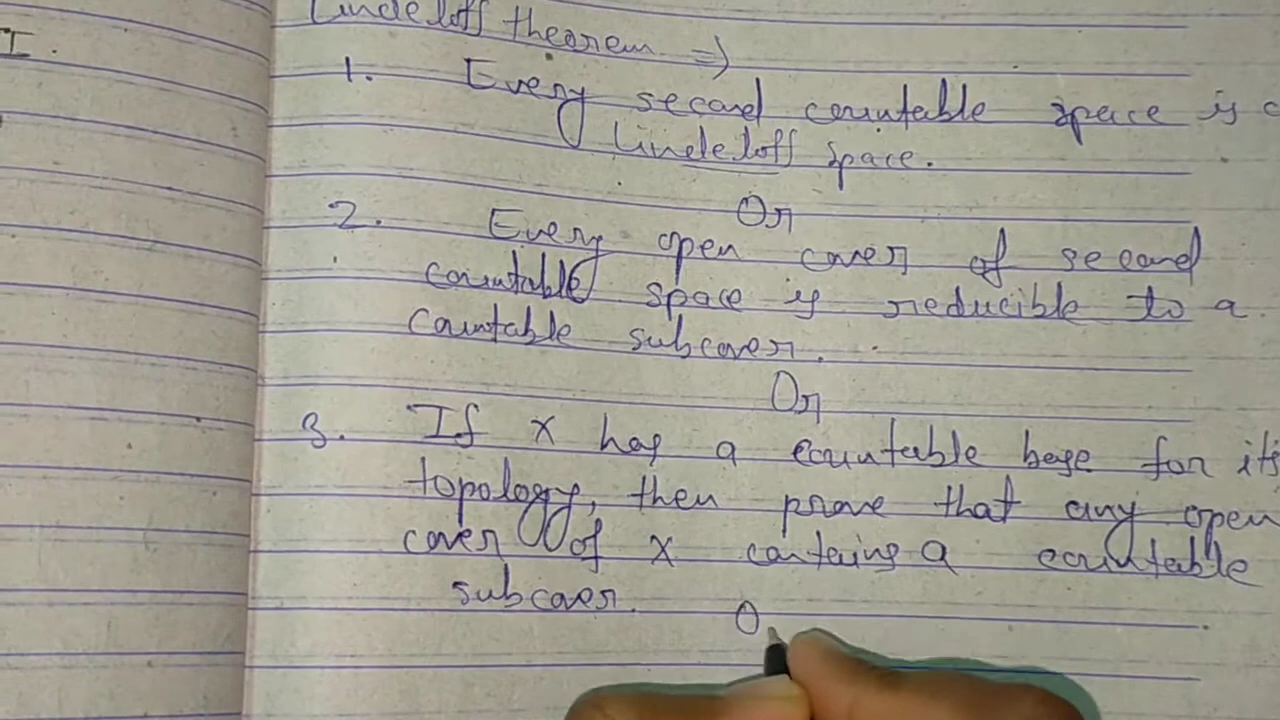 I.
Lindeloff theorem ⇒
1. Every second countable space is a
Lindeloff space.
Or
2. Every open cover of second
countable space is reducible to a
countable subcover.
Or
3. If X has a countable base for its
topology, then prove that any open
cover of X contains a countable
subcover.
O